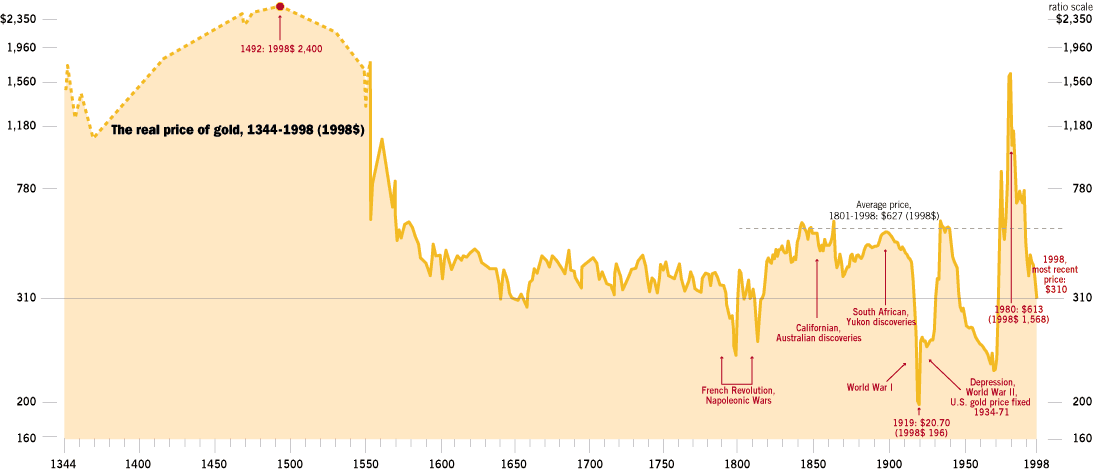 ratio scale
$2,350
$2,350
1,960
1,960
1492: 1998$ 2,400
1,560
1,560
1,180
1,180
The real price of gold, 1344-1998 (1998$)
780
780
Average price,
1801-1998: $627 (1998$)
1998,
most recent
price:
$310
310
310
1980: $613
(1998$ 1,568)
South African,
Yukon discoveries
Californian,
Australian discoveries
French Revolution,
Napoleonic Wars
World War I
Depression,
World War II,
U.S. gold price fixed
1934-71
200
200
1919: $20.70
(1998$ 196)
160
160
1344
1400
1450
1500
1550
1600
1650
1700
1750
1800
1850
1900
1950
1998